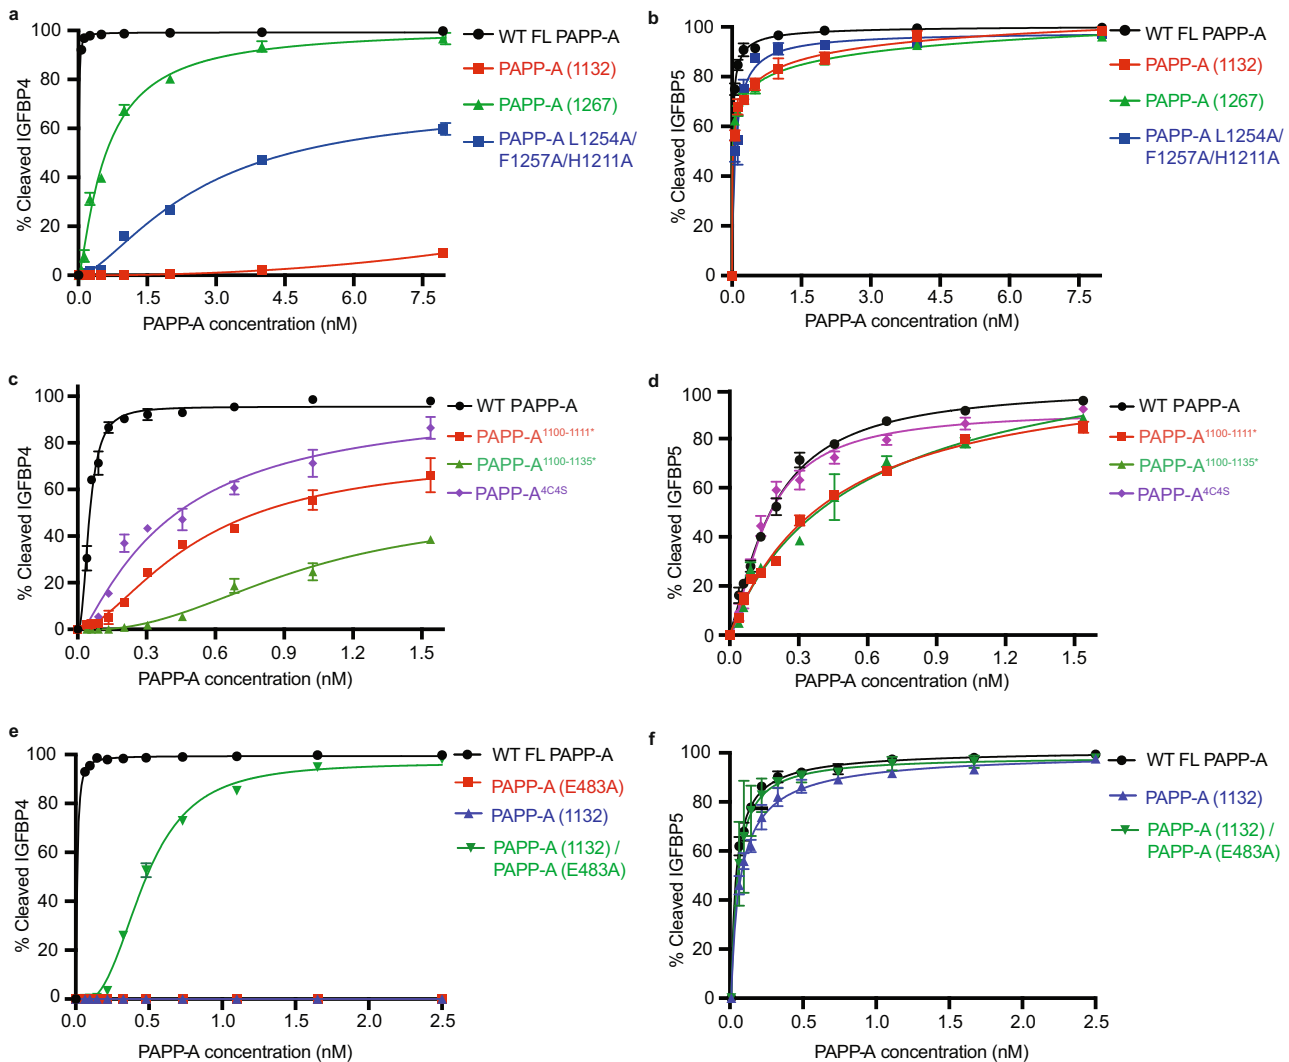 a
% Cleaved IGFBP4
100
80
60
40
20
0
0.0 1.5 3.0 4.5 6.0 7.5
PAPP-A concentration (nM)
WT FL PAPP-A
PAPP-A (1132)
PAPP-A (1267)
PAPP-A L1254A/
F1257A/H1211A
b
% Cleaved IGFBP5
100
80
60
40
20
0
0.0 1.5 3.0 4.5 6.0 7.5
PAPP-A concentration (nM)
WT FL PAPP-A
PAPP-A (1132)
PAPP-A (1267)
PAPP-A L1254A/
F1257A/H1211A
c
% Cleaved IGFBP4
100
80
60
40
20
0
0.0 0.3 0.6 0.9 1.2 1.5
PAPP-A concentration (nM)
WT PAPP-A
PAPP-A1100-1111*
PAPP-A1100-1135*
PAPP-A4C4S
d
% Cleaved IGFBP5
100
80
60
40
20
0
0.0 0.3 0.6 0.9 1.2 1.5
PAPP-A concentration (nM)
WT PAPP-A
PAPP-A1100-1111*
PAPP-A1100-1135*
PAPP-A4C4S
e
% Cleaved IGFBP4
100
80
60
40
20
0
0.0 0.5 1.0 1.5 2.0 2.5
PAPP-A concentration (nM)
WT FL PAPP-A
PAPP-A (E483A)
PAPP-A (1132)
PAPP-A (1132) /
PAPP-A (E483A)
f
% Cleaved IGFBP5
100
80
60
40
20
0
0.0 0.5 1.0 1.5 2.0 2.5
PAPP-A concentration (nM)
WT FL PAPP-A
PAPP-A (1132)
PAPP-A (1132) /
PAPP-A (E483A)